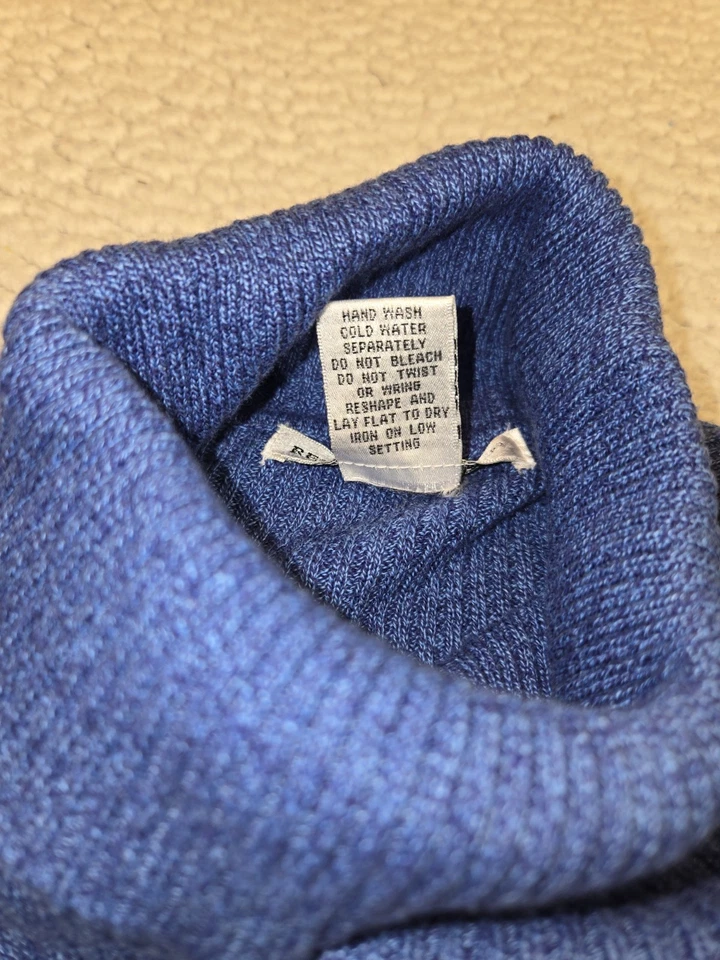 HAND WASH
COLD WATER
SEPARATELY
DO NOT BLEACH
DO NOT TWIST
OR WRING
RESHAPE AND
LAY FLAT TO DRY
IRON ON LOW
SETTING
RE